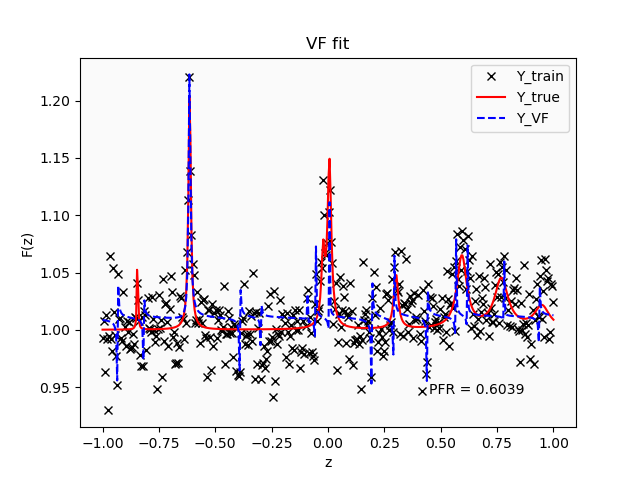 VF fit
Y_train
Y_true
Y_VF
F(z)
1.20
1.15
1.10
1.05
1.00
0.95
PFR = 0.6039
−1.00 −0.75 −0.50 −0.25 0.00 0.25 0.50 0.75 1.00
z